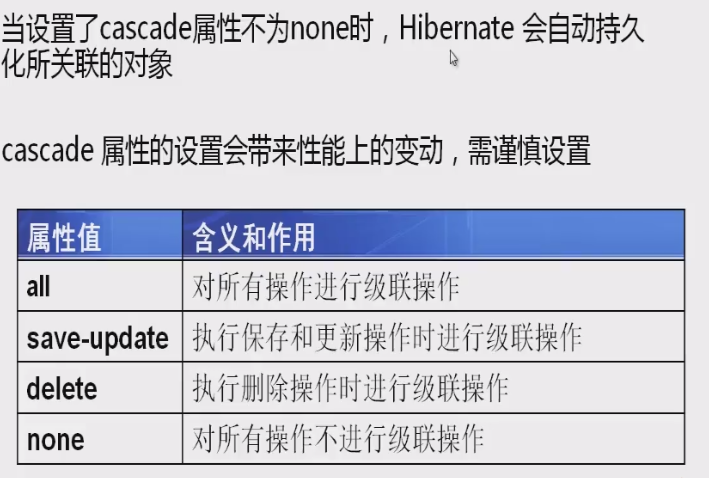 当设置了cascade属性不为none时，Hibernate 会自动持久
化所关联的对象
cascade 属性的设置会带来性能上的变动，需谨慎设置
属性值 含义和作用
all 对所有操作进行级联操作
save-update 执行保存和更新操作时进行级联操作
delete 执行删除操作时进行级联操作
none 对所有操作不进行级联操作